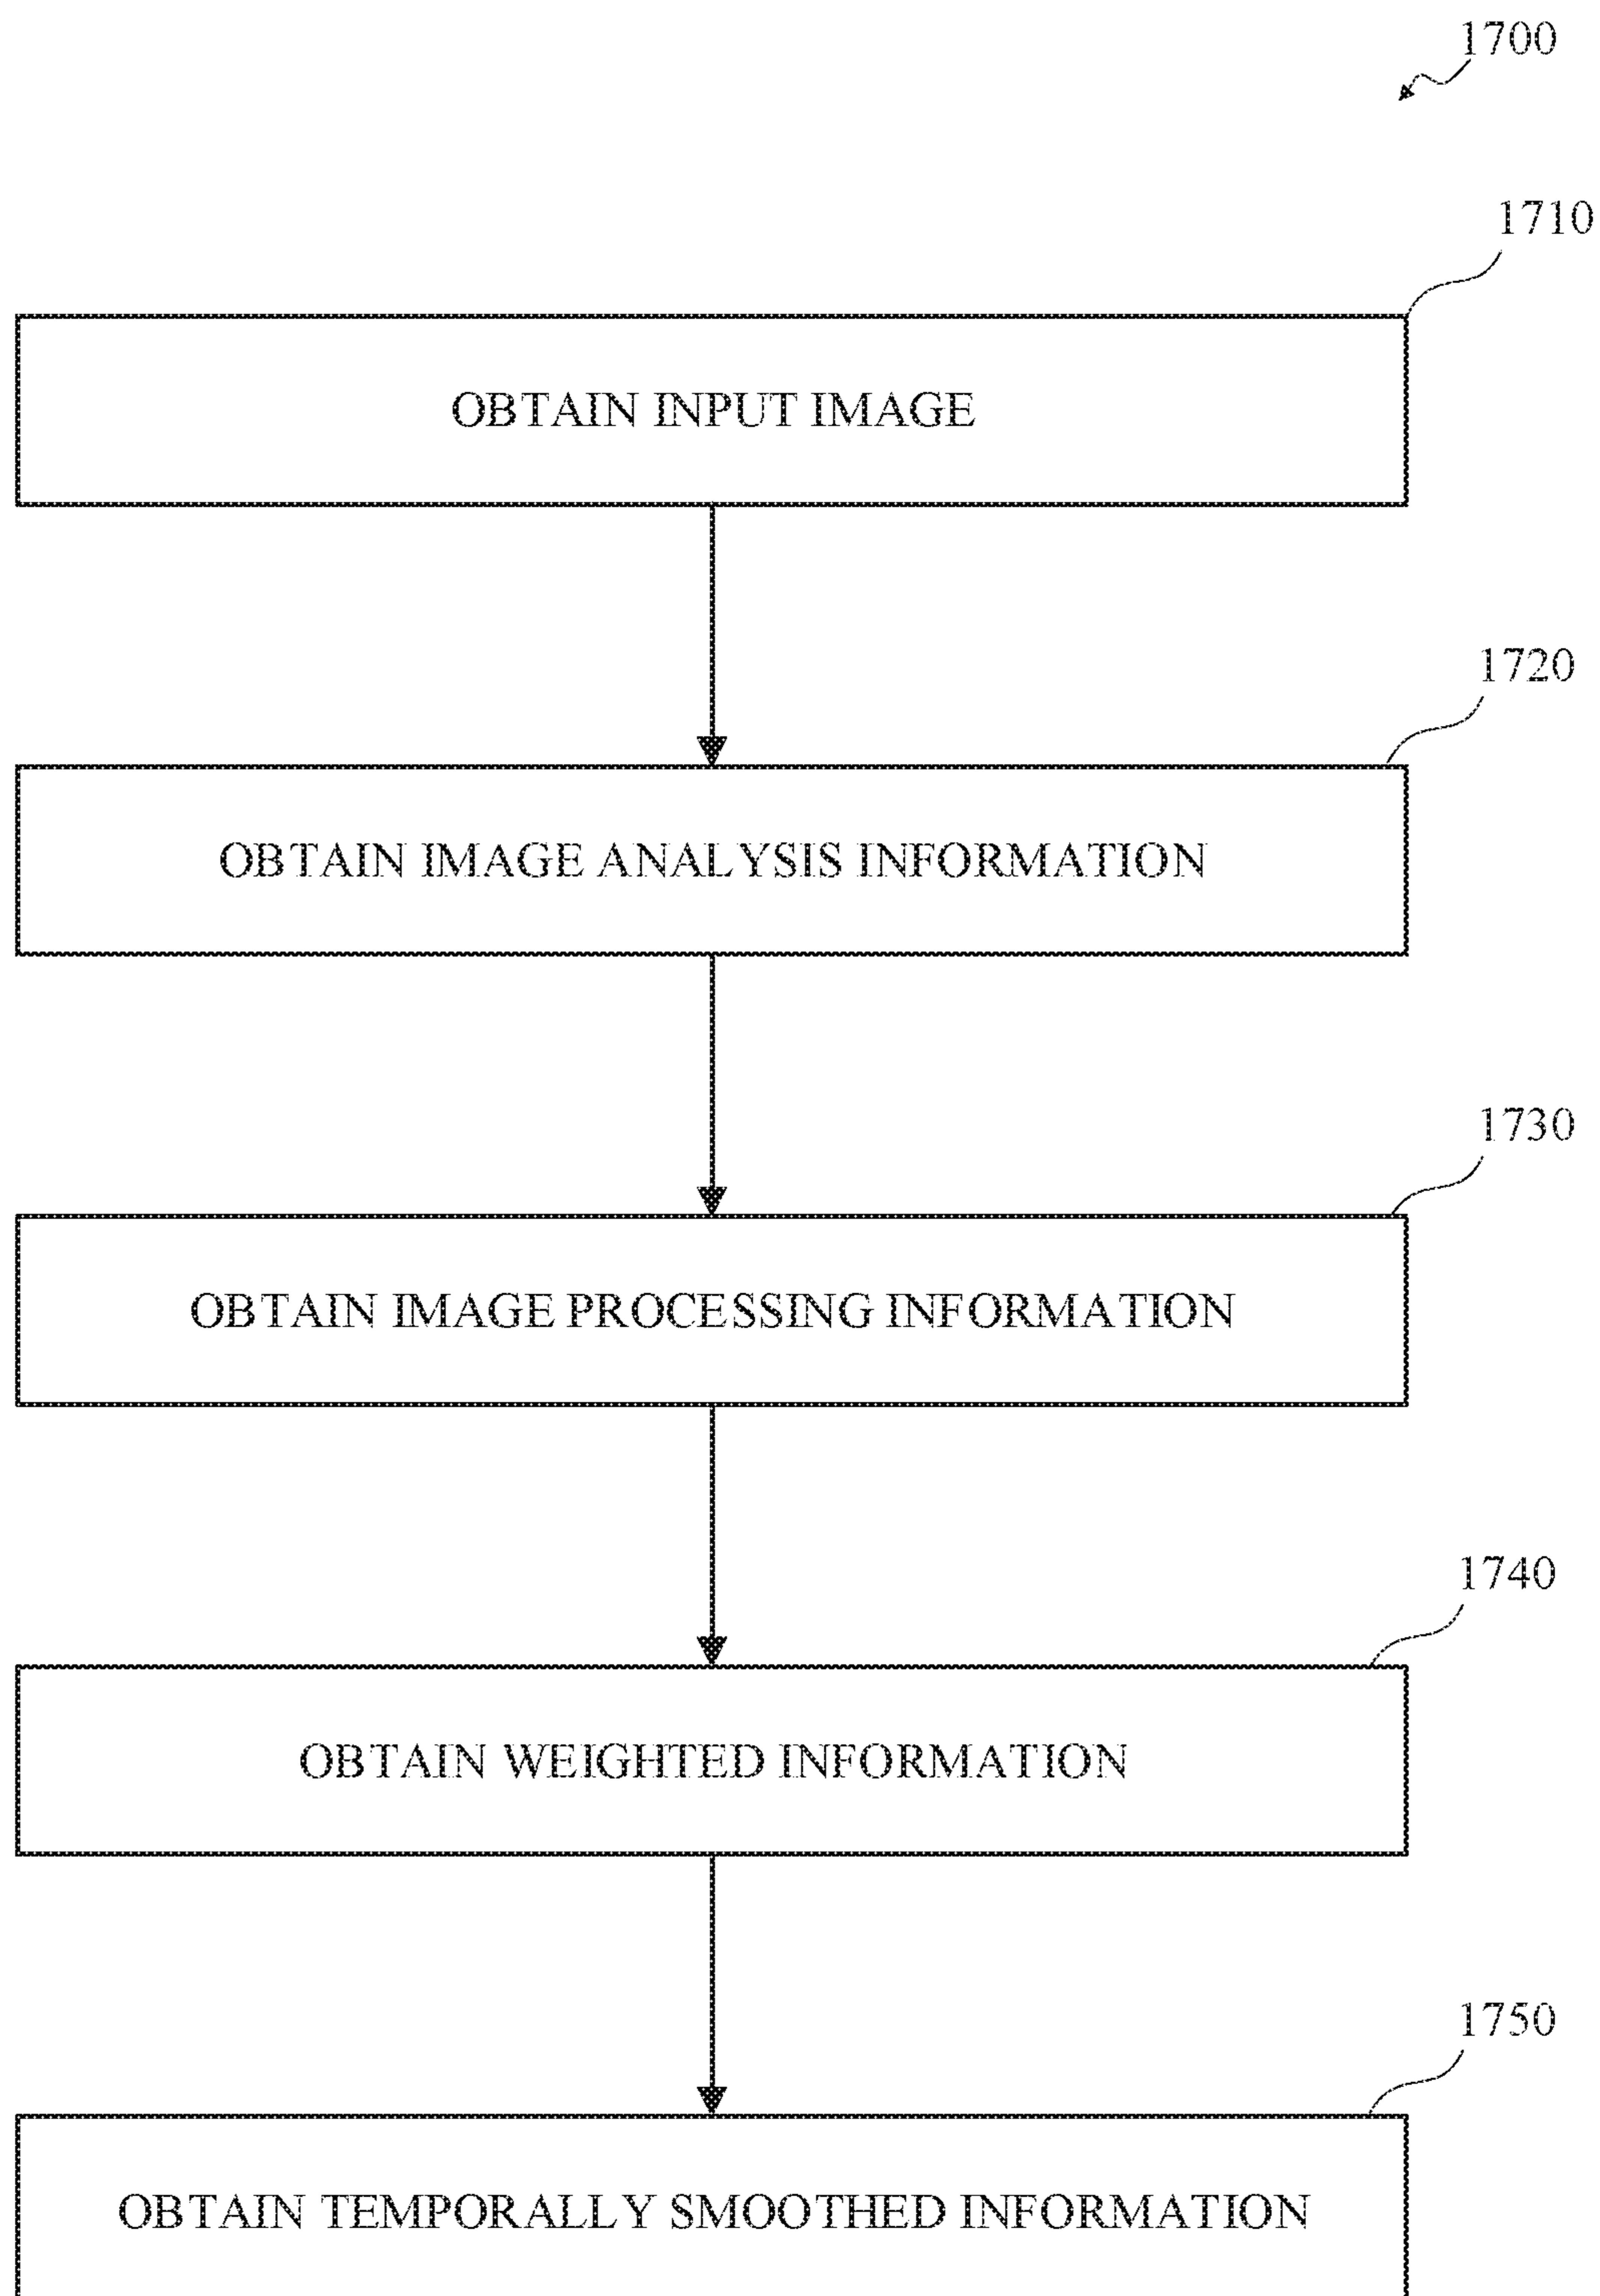 1700
1710
OBTAIN INPUT IMAGE
1720
OBTAIN IMAGE ANALYSIS INFORMATION
1730
OBTAIN IMAGE PROCESSING INFORMATION
1740
OBTAIN WEIGHTED INFORMATION
1750
OBTAIN TEMPORALLY SMOOTHED INFORMATION